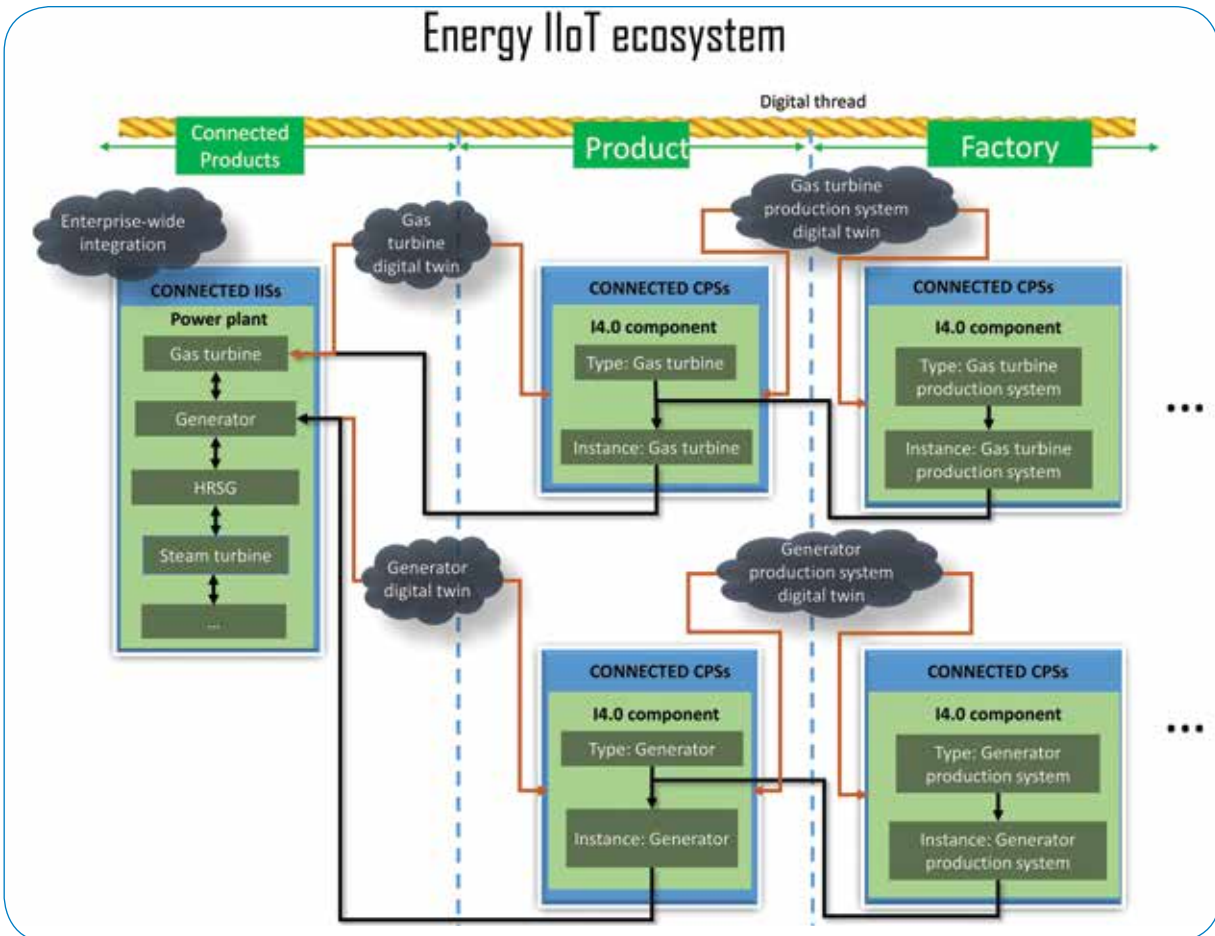 Energy IIoT ecosystem
Digital thread
Connected
Products
Product
Factory
Enterprise-wide
integration
Gas
turbine
digital twin
Gas turbine
production system
digital twin
CONNECTED IISs
Power plant
Gas turbine
Generator
HRSG
Steam turbine
...
CONNECTED CPSs
I4.0 component
Type: Gas turbine
Instance: Gas turbine
CONNECTED CPSs
I4.0 component
Type: Gas turbine
production system
Instance: Gas turbine
production system
...
Generator
digital twin
Generator
production system
digital twin
CONNECTED CPSs
I4.0 component
Type: Generator
Instance: Generator
CONNECTED CPSs
I4.0 component
Type: Generator
production system
Instance: Generator
production system
...